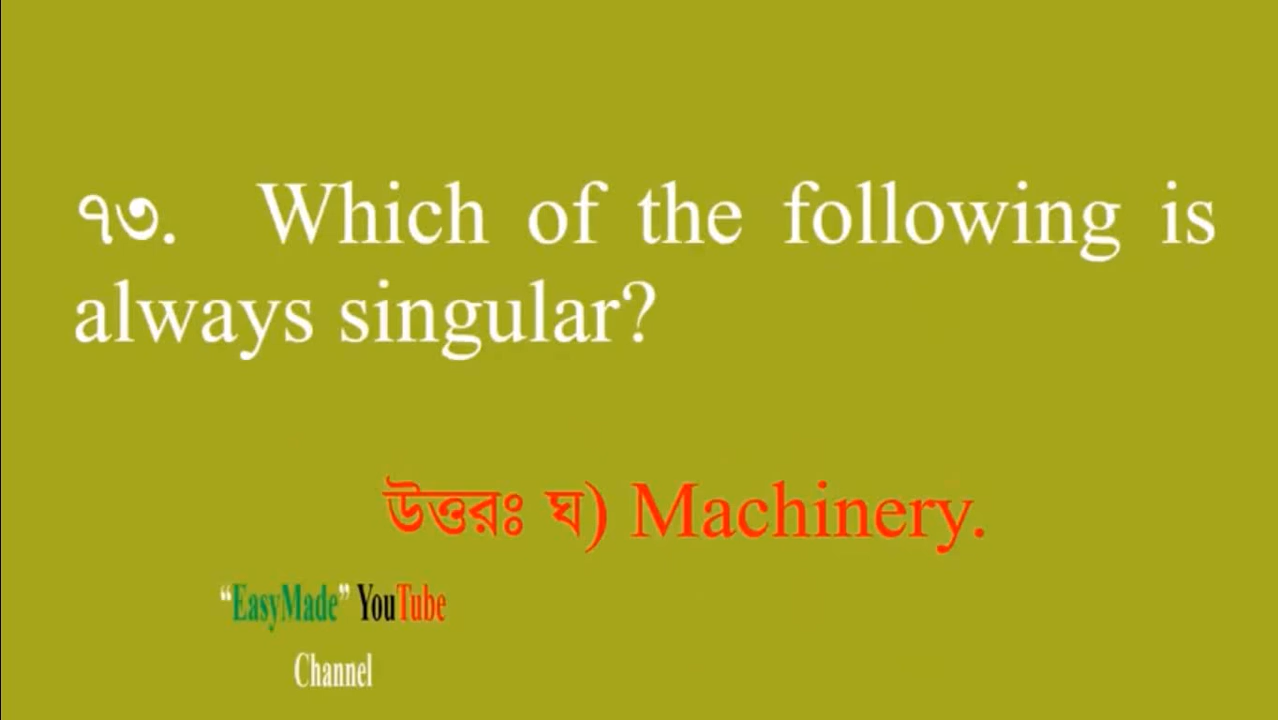 ৭৩. Which of the following is
always singular?
উত্তরঃ ঘ) Machinery.
“EasyMade” YouTube
Channel